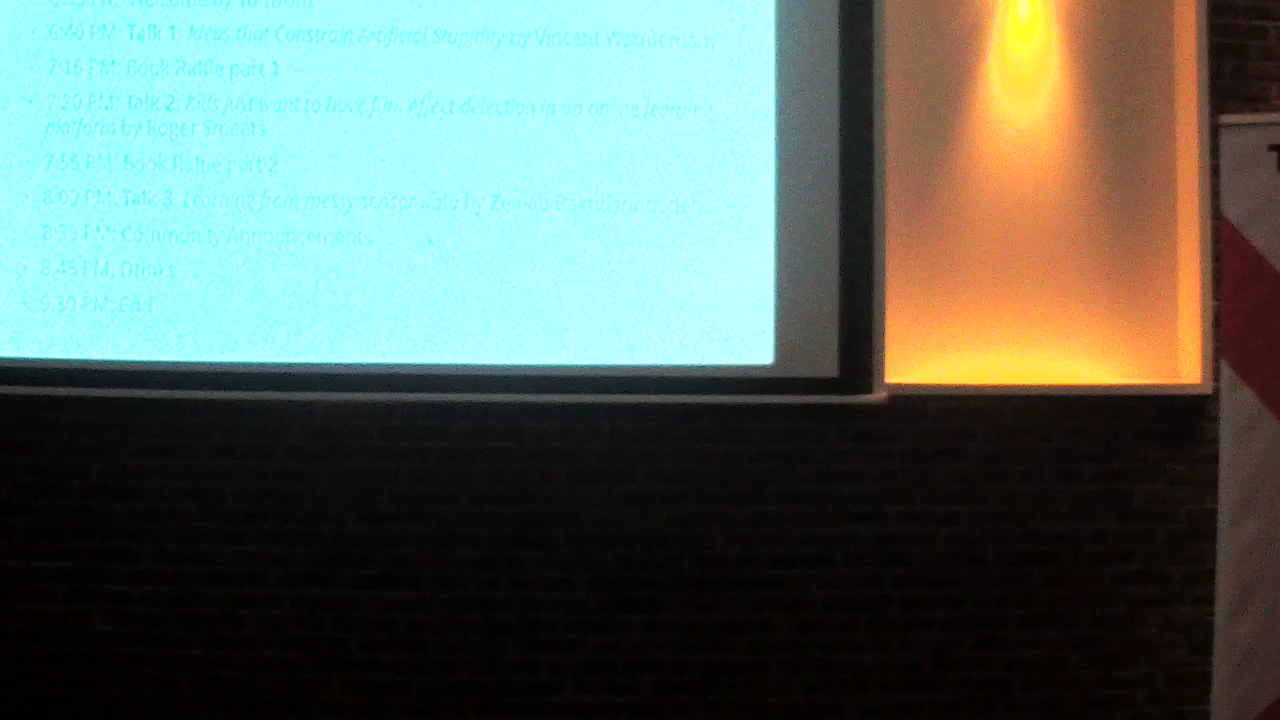 Welcome by
6:40 PM: Talk 1: Ideas that Constrain Artificial Stupidity by Vincent Warmerdam
7:15 PM: Book Raffle part 1
7:20 PM: Talk 2: Kids just want to have fun. Affect detection in an online learning
platform by Roger Smeets
7:55 PM: Book Raffle part 2
8:00 PM: Talk 3: Learning from messy sensor data by
8:35 PM: Community Announcements
8:45 PM: Drinks
9:30 PM: End